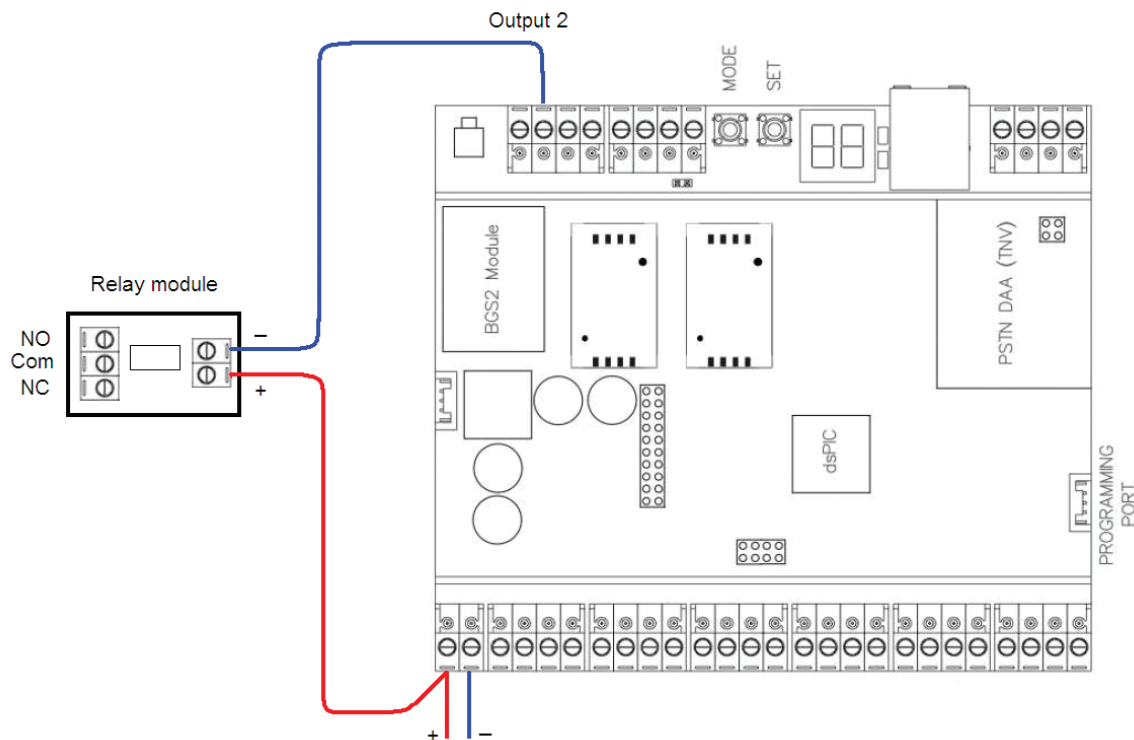 Output 2
MODE
SET
Relay module
NO
Com
NC
–
+
BGS2 Module
PSTN DAA (TNV)
dsPIC
PROGRAMMING
PORT
+ –